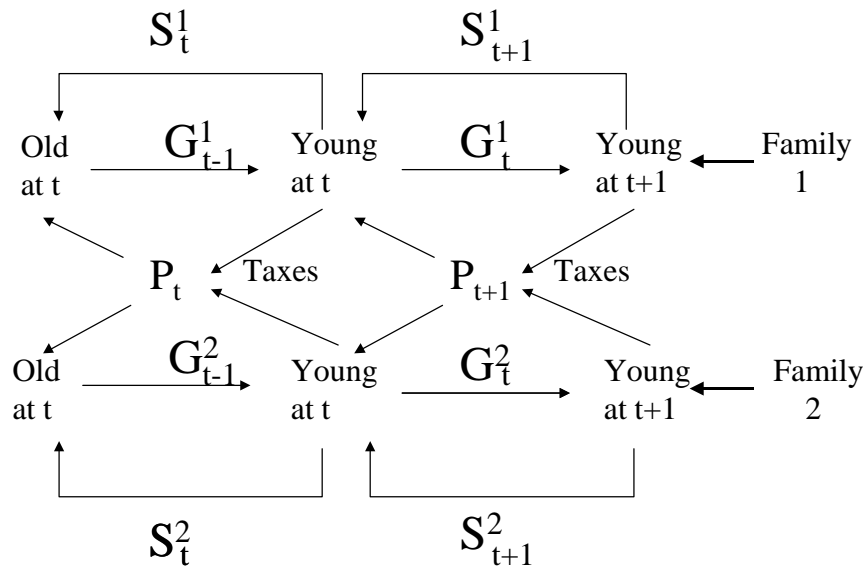 S¹ₜ S¹ₜ₊₁
Old at t
G¹ₜ₋₁
Young at t
G¹ₜ
Young at t+1
Family 1
Pₜ Taxes Pₜ₊₁ Taxes
Old at t
G²ₜ₋₁
Young at t
G²ₜ
Young at t+1
Family 2
S²ₜ S²ₜ₊₁